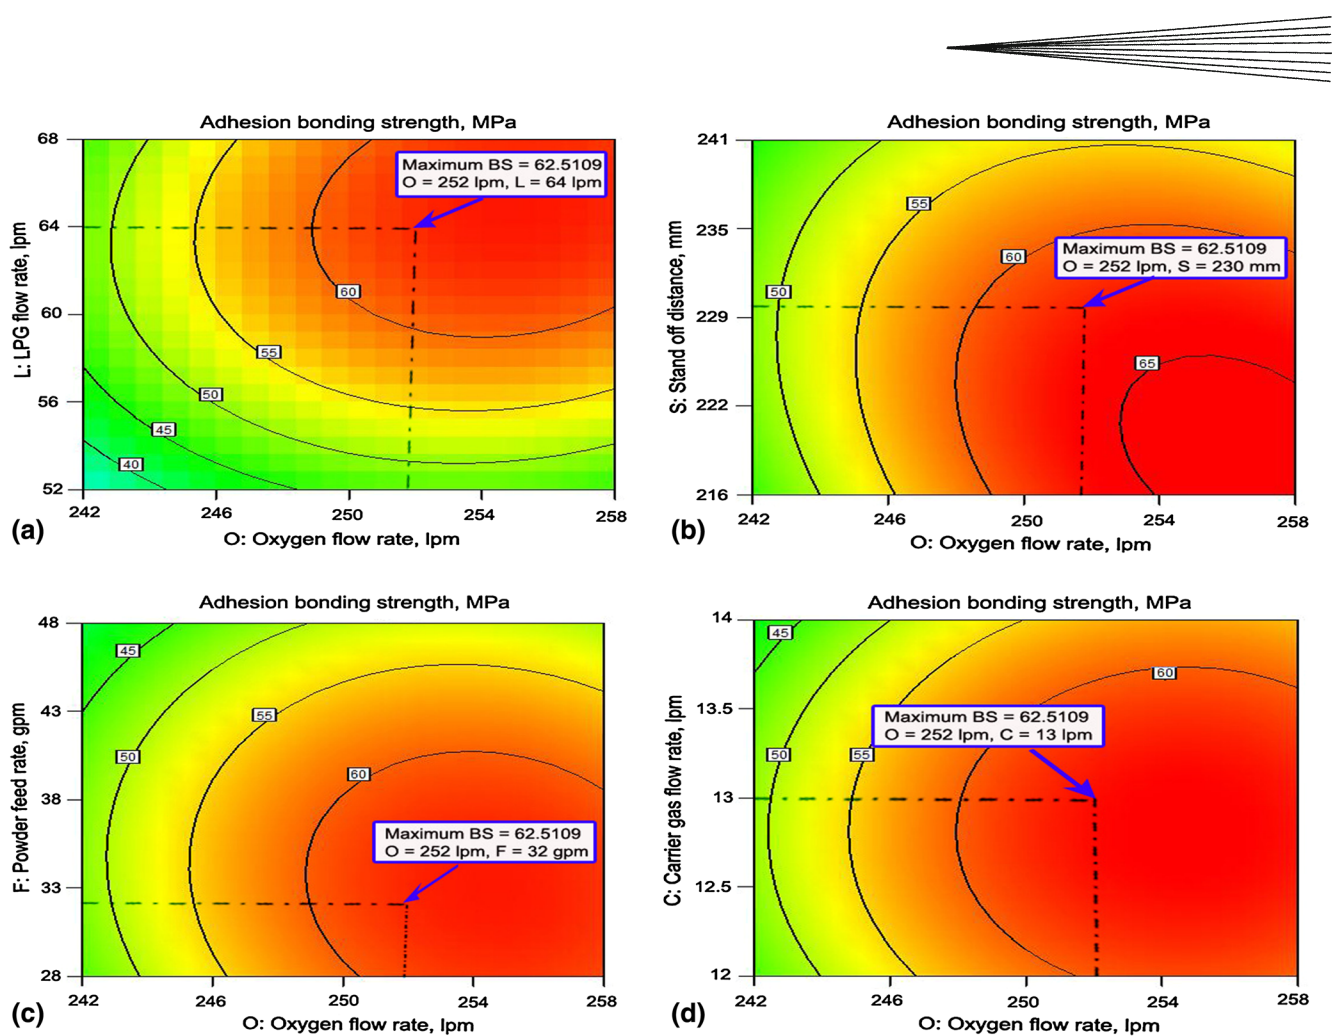 Adhesion bonding strength, MPa
68
64
60
56
52
L: LPG flow rate, lpm
Maximum BS = 62.5109
O = 252 lpm, L = 64 lpm
60
55
50
45
40
242
246
250
254
258
(a)
O: Oxygen flow rate, lpm
Adhesion bonding strength, MPa
241
235
229
222
216
S: Stand off distance, mm
55
60
Maximum BS = 62.5109
O = 252 lpm, S = 230 mm
50
65
242
246
250
254
258
(b)
O: Oxygen flow rate, lpm
Adhesion bonding strength, MPa
48
43
38
33
28
F: Powder feed rate, gpm
45
55
50
60
Maximum BS = 62.5109
O = 252 lpm, F = 32 gpm
242
246
250
254
258
(c)
O: Oxygen flow rate, lpm
Adhesion bonding strength, MPa
14
13.5
13
12.5
12
C: Carrier gas flow rate, lpm
45
60
Maximum BS = 62.5109
O = 252 lpm, C = 13 lpm
50
55
242
246
250
254
258
(d)
O: Oxygen flow rate, lpm